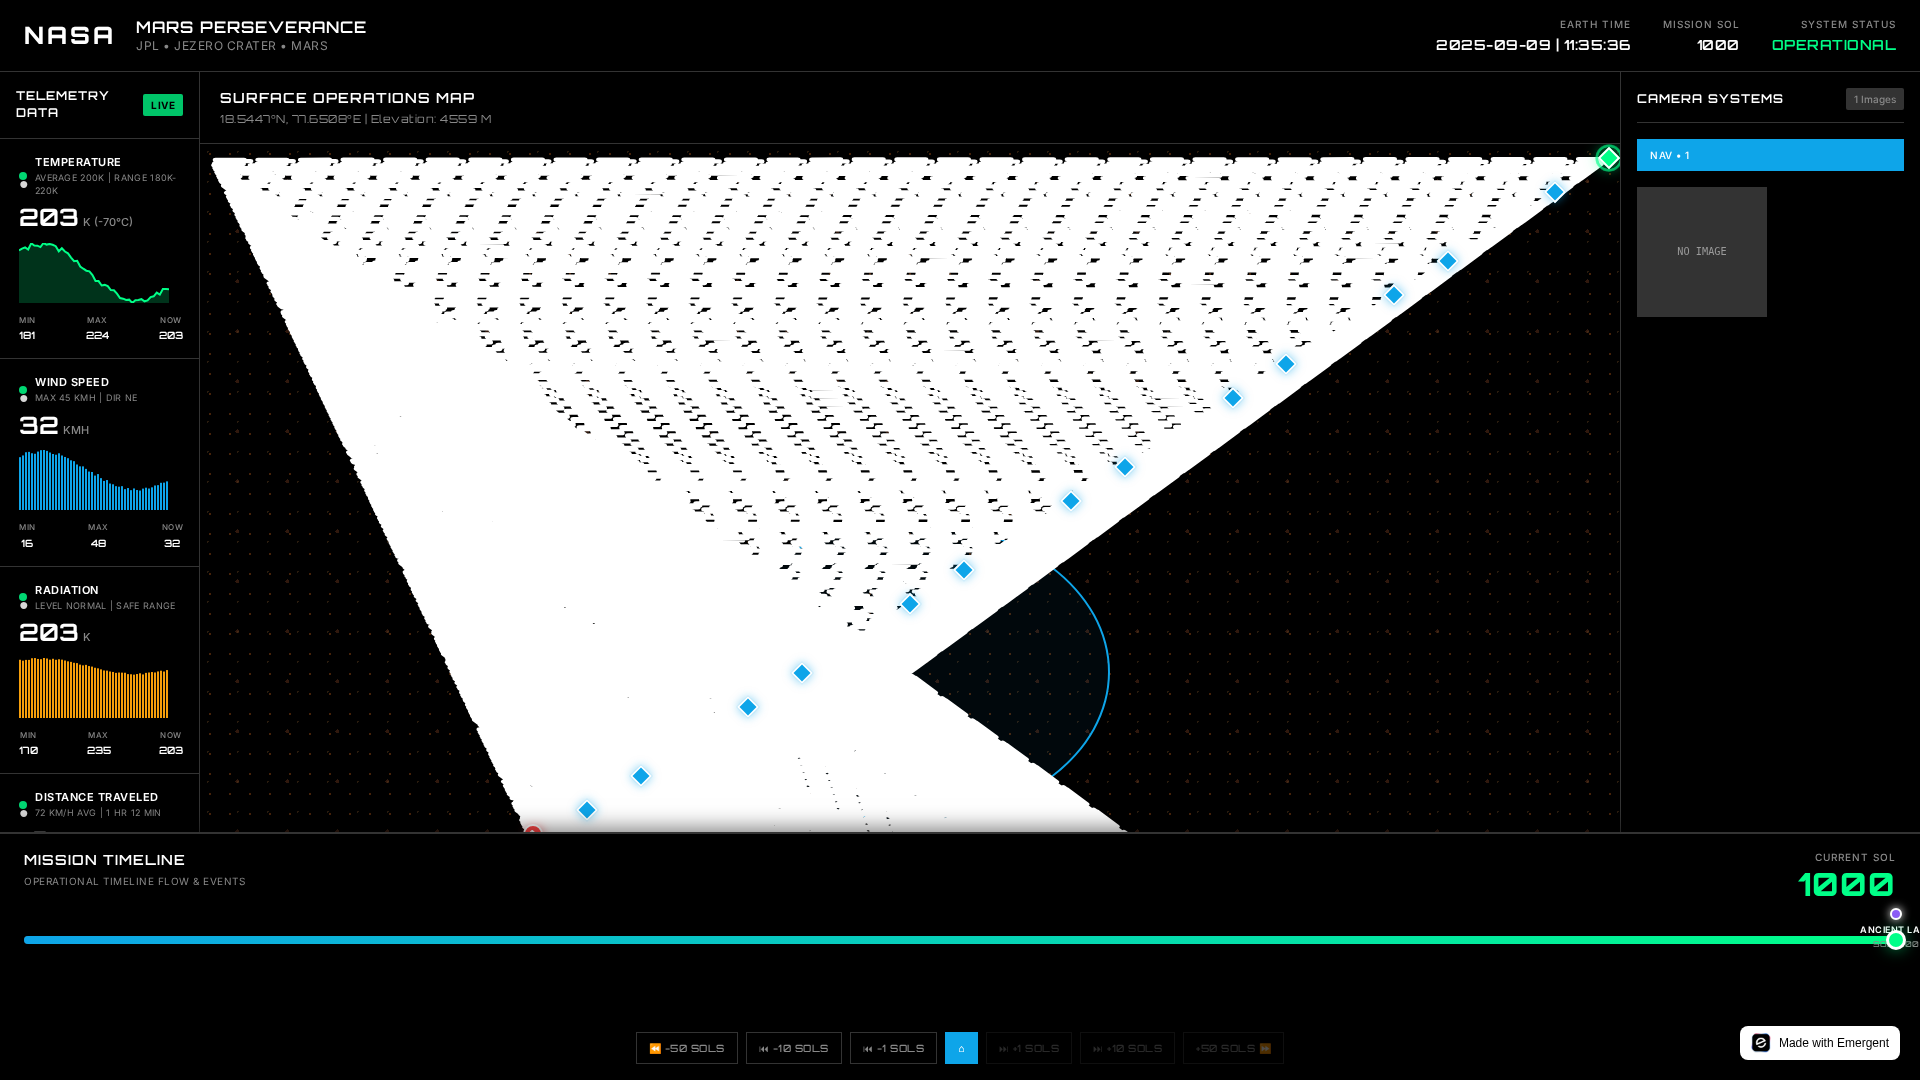 NASA
MARS PERSEVERANCE
JPL • JEZERO CRATER • MARS
EARTH TIME
2025-09-09 | 11:35:36
MISSION SOL
1000
SYSTEM STATUS
OPERATIONAL
TELEMETRY
DATA
LIVE
TEMPERATURE
AVERAGE 200K | RANGE 180K-
220K
203 K (-70°C)
MIN MAX NOW
181 224 203
WIND SPEED
MAX 45 KMH | DIR NE
32 KMH
MIN MAX NOW
16 48 32
RADIATION
LEVEL NORMAL | SAFE RANGE
203 K
MIN MAX NOW
170 235 203
DISTANCE TRAVELED
72 KM/H AVG | 1 HR 12 MIN
SURFACE OPERATIONS MAP
18.5447°N, 77.6508°E | Elevation: 4559 M
CAMERA SYSTEMS
1 Images
NAV • 1
NO IMAGE
MISSION TIMELINE
OPERATIONAL TIMELINE FLOW & EVENTS
CURRENT SOL
1000
ANCIENT LA
⏪ -50 SOLS
⏮ -10 SOLS
⏮ -1 SOLS
⌂
⏭ +1 SOLS
⏭ +10 SOLS
+50 SOLS ⏩
Made with Emergent